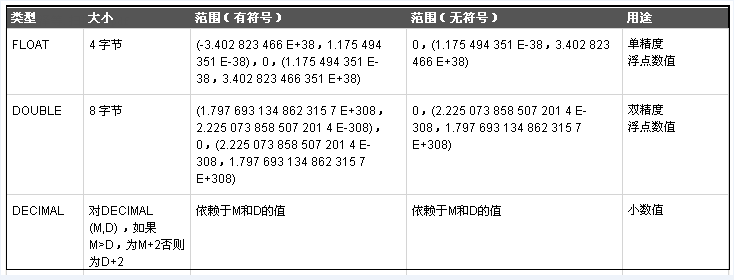 类型 大小 范围（有符号） 范围（无符号） 用途
FLOAT 4 字节 (-3.402 823 466 E+38，1.175 494 0，(1.175 494 351 E-38，3.402 823 单精度
351 E-38)，0，(1.175 494 351 E- 466 E+38) 浮点数值
38，3.402 823 466 351 E+38)
DOUBLE 8 字节 (1.797 693 134 862 315 7 E+308， 0，(2.225 073 858 507 201 4 E- 双精度
2.225 073 858 507 201 4 E-308)， 308，1.797 693 134 862 315 7 浮点数值
0，(2.225 073 858 507 201 4 E- E+308)
308，1.797 693 134 862 315 7
E+308)
DECIMAL 对DECIMAL 依赖于M和D的值 依赖于M和D的值 小数值
(M,D) ，如果
M>D，为M+2否则
为D+2